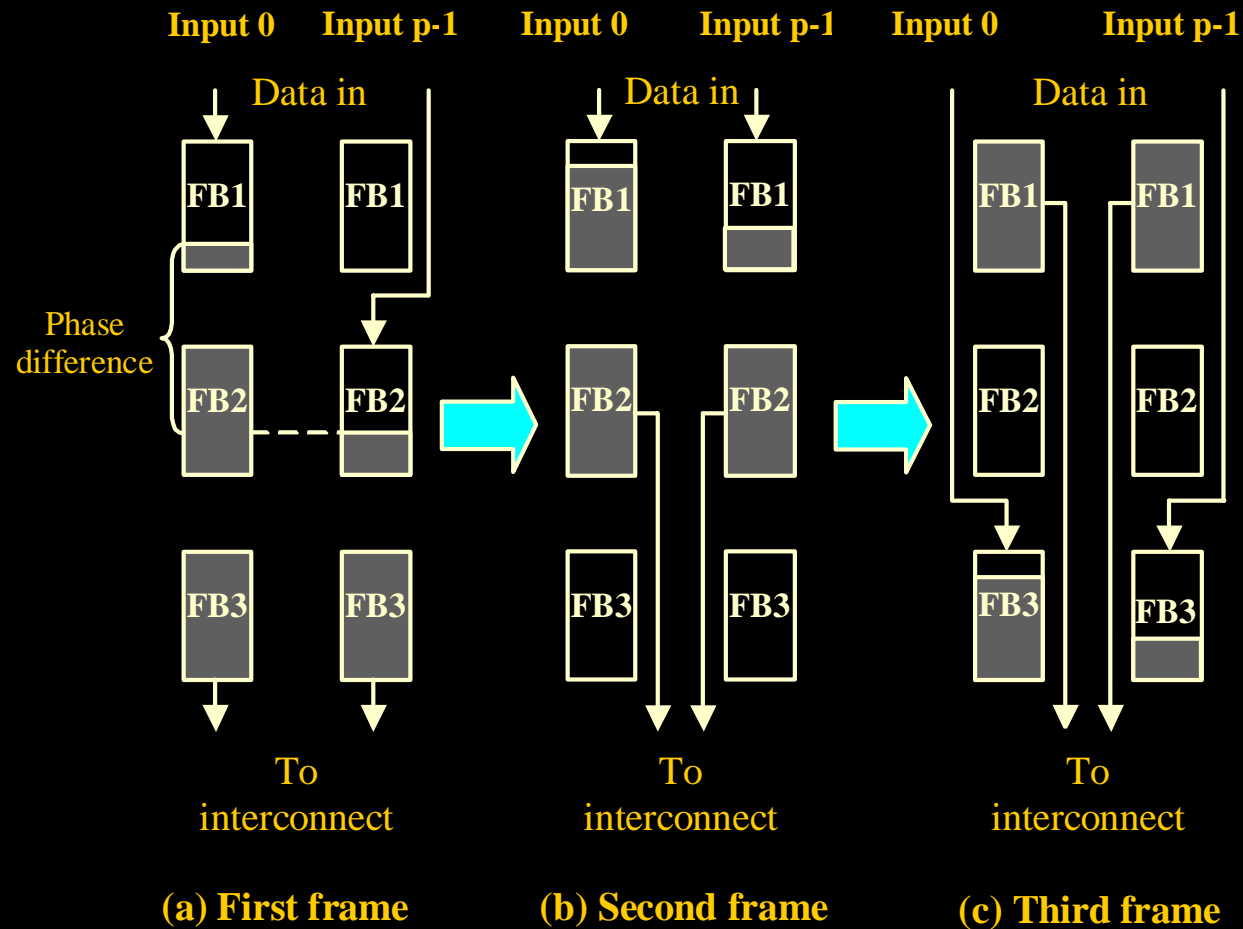 Input 0 Input p-1 Input 0 Input p-1 Input 0 Input p-1
Data in Data in Data in
FB1 FB1 FB1 FB1 FB1 FB1
Phase
difference
FB2 FB2 FB2 FB2 FB2 FB2
FB3 FB3 FB3 FB3 FB3 FB3
To To To
interconnect interconnect interconnect
(a) First frame (b) Second frame (c) Third frame